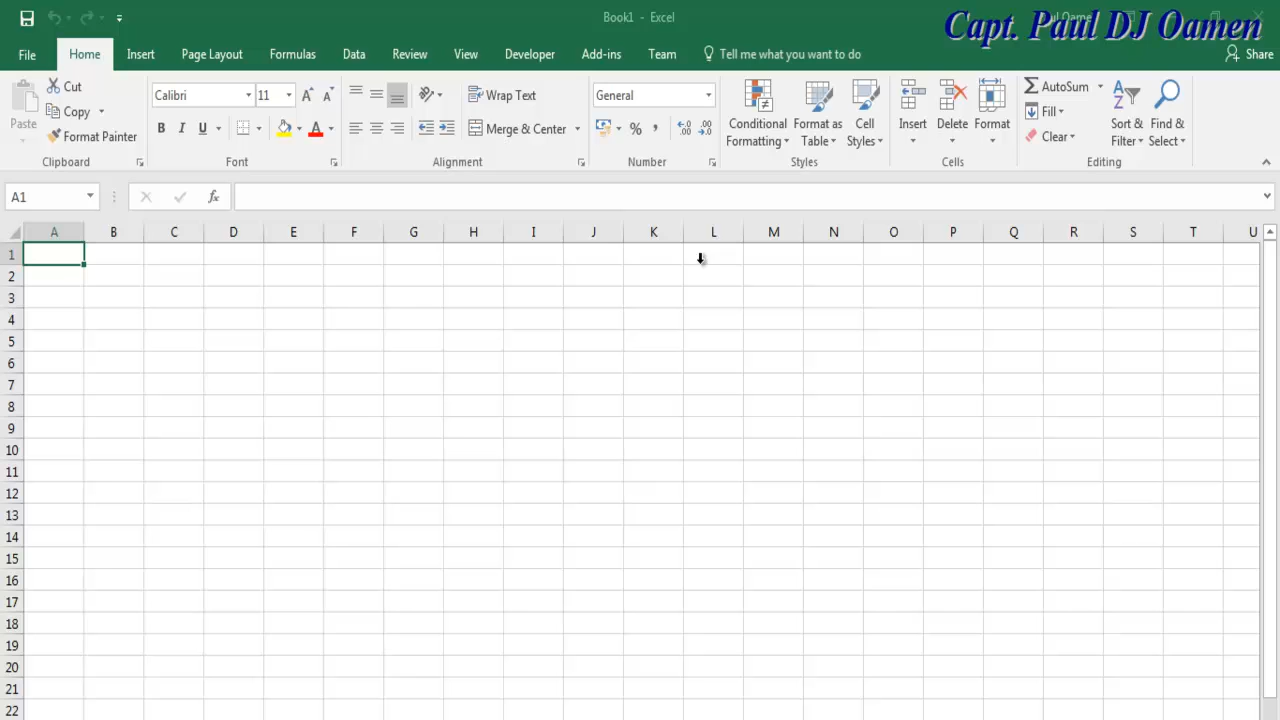 Book1 - Excel
Capt. Paul DJ Oamen
File Home Insert Page Layout Formulas Data Review View Developer Add-ins Team Tell me what you want to do Share
Paste
Cut
Copy
Format Painter
Clipboard
Calibri 11
B I U A
Font
Wrap Text
Merge & Center
Alignment
General
% ,
Number
Conditional Formatting
Format as Table
Cell Styles
Styles
Insert
Delete
Format
Cells
AutoSum
Fill
Clear
Sort & Filter
Find & Select
Editing
A1 fx
A B C D E F G H I J K L M N O P Q R S T U
1
2
3
4
5
6
7
8
9
10
11
12
13
14
15
16
17
18
19
20
21
22